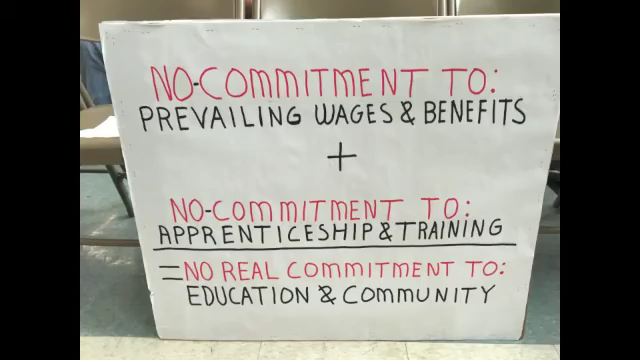 NO-COMMITMENT TO:
PREVAILING WAGES & BENEFITS
+
NO-COMMITMENT TO:
APPRENTICESHIP & TRAINING
= NO REAL COMMITMENT TO:
EDUCATION & COMMUNITY